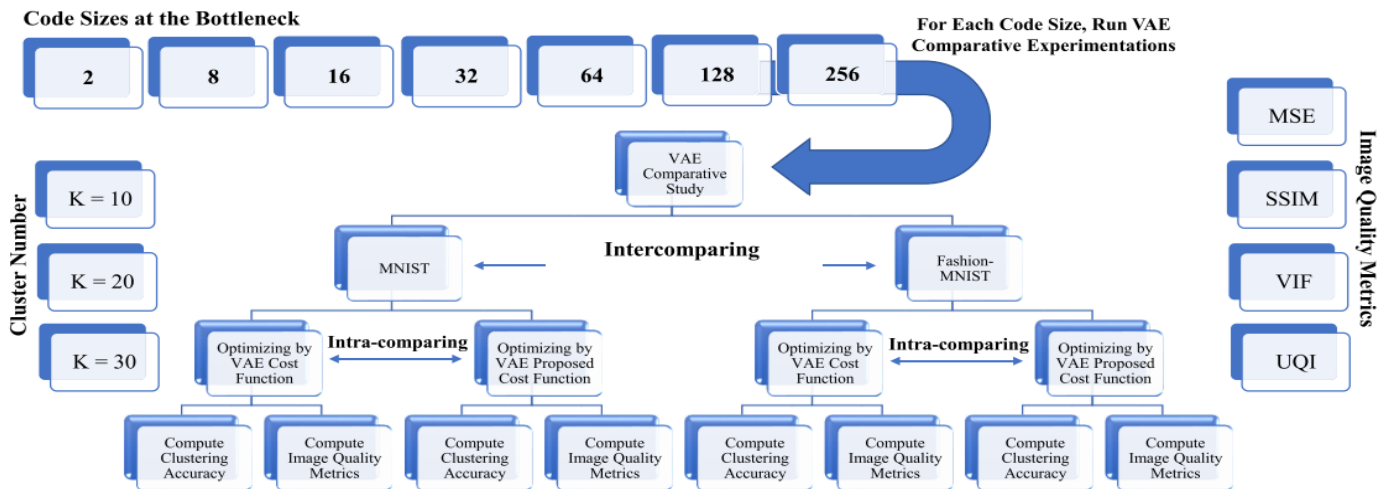 Code Sizes at the Bottleneck
For Each Code Size, Run VAE
Comparative Experimentations
2
8
16
32
64
128
256
Cluster Number
K = 10
K = 20
K = 30
Image Quality Metrics
MSE
SSIM
VIF
UQI
VAE
Comparative
Study
Intercomparing
MNIST
Fashion-
MNIST
Optimizing by
VAE Cost
Function
Intra-comparing
Optimizing by
VAE Proposed
Cost Function
Optimizing by
VAE Cost
Function
Intra-comparing
Optimizing by
VAE Proposed
Cost Function
Compute
Clustering
Accuracy
Compute
Image Quality
Metrics
Compute
Clustering
Accuracy
Compute
Image Quality
Metrics
Compute
Clustering
Accuracy
Compute
Image Quality
Metrics
Compute
Clustering
Accuracy
Compute
Image Quality
Metrics